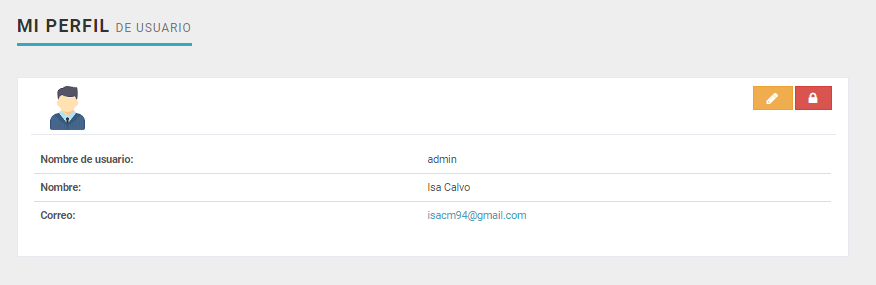 MI PERFIL DE USUARIO
Nombre de usuario: admin
Nombre: Isa Calvo
Correo: isacm94@gmail.com